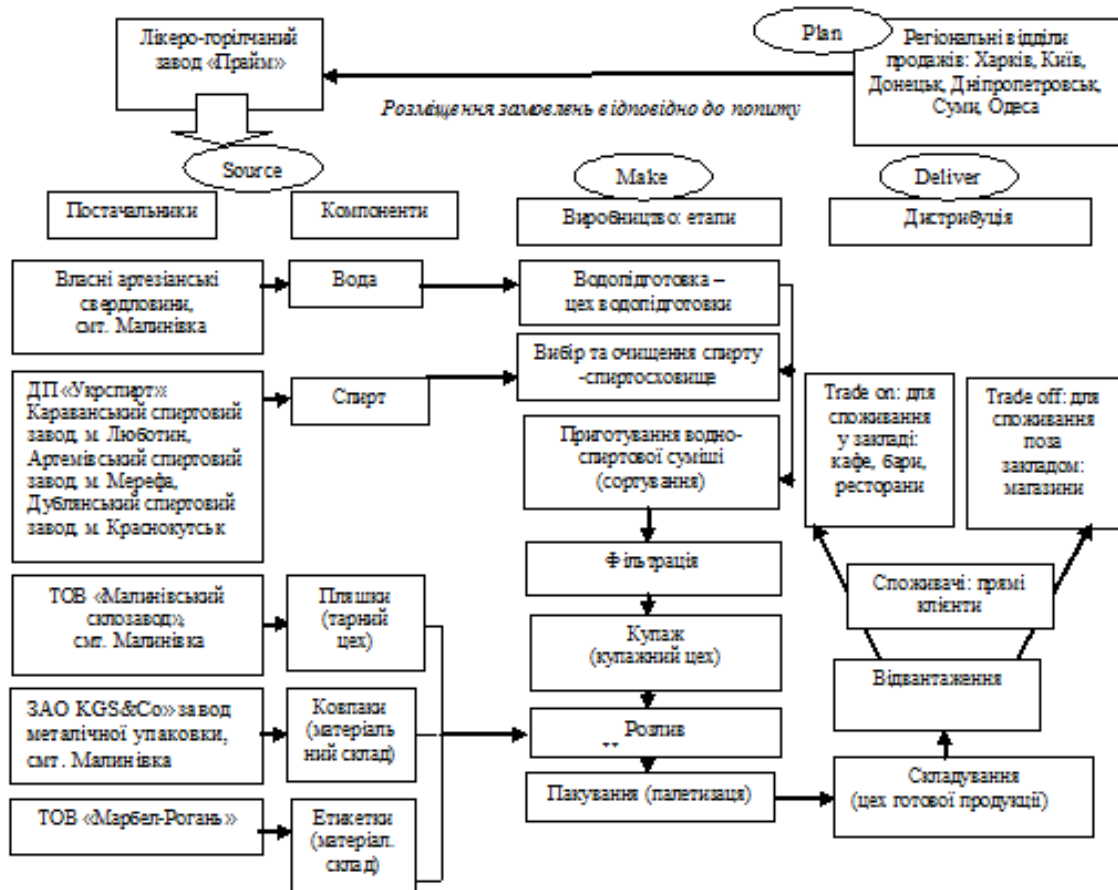 Лікеро-горілчаний
завод «Прайм»
Plan
Регіональні відділи
продажів: Харків, Київ,
Донецьк, Дніпропетровськ,
Суми, Одеса
Розміщення замовлень відповідно до попиту
Source
Make
Deliver
Постачальники
Компоненти
Виробництво: етапи
Дистрибуція
Власні артезіанські
свердловини,
смт. Малинівка
Вода
Водопідготовка –
цех водопідготовки
Вибір та очищення спирту
-спиртосховище
ДП «Укрспирт»:
Караванський спиртовий
завод, м. Люботин,
Артемівський спиртовий
завод, м. Мерефа,
Дублянський спиртовий
завод, м. Краснокутськ
Спирт
Приготування водно-
спиртової суміші
(сортування)
Trade on: для
споживання
у закладі:
кафе, бари,
ресторани
Trade off: для
споживання
поза
закладом:
магазини
Фільтрація
Споживачі: прямі
клієнти
ТОВ «Малинівський
склозавод»,
смт. Малинівка
Пляшки
(тарний
цех)
Купаж
(купажний цех)
Відвантаження
ЗАО KGS&Co» завод
металічної упаковки,
смт. Малинівка
Ковпаки
(матеріаль
ний склад)
Розлив
Пакування (палетизаця)
Складування
(цех готової продукції)
ТОВ «Марбел-Рогань»
Етикетки
(матеріал.
склад)